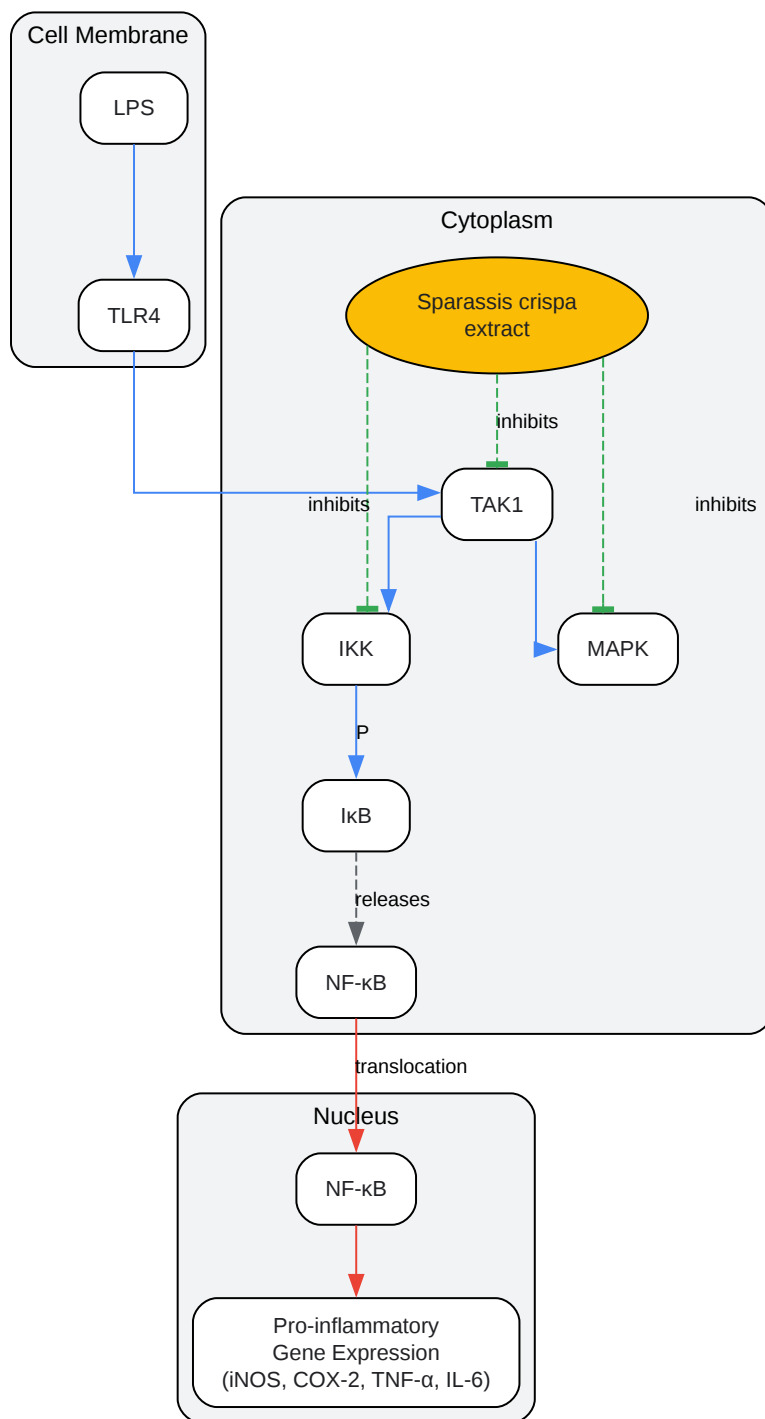 Cell Membrane
LPS
TLR4
Cytoplasm
Sparassis crispa
extract
inhibits
inhibits
inhibits
TAK1
IKK
MAPK
P
IκB
releases
NF-κB
translocation
Nucleus
NF-κB
Pro-inflammatory
Gene Expression
(iNOS, COX-2, TNF-α, IL-6)